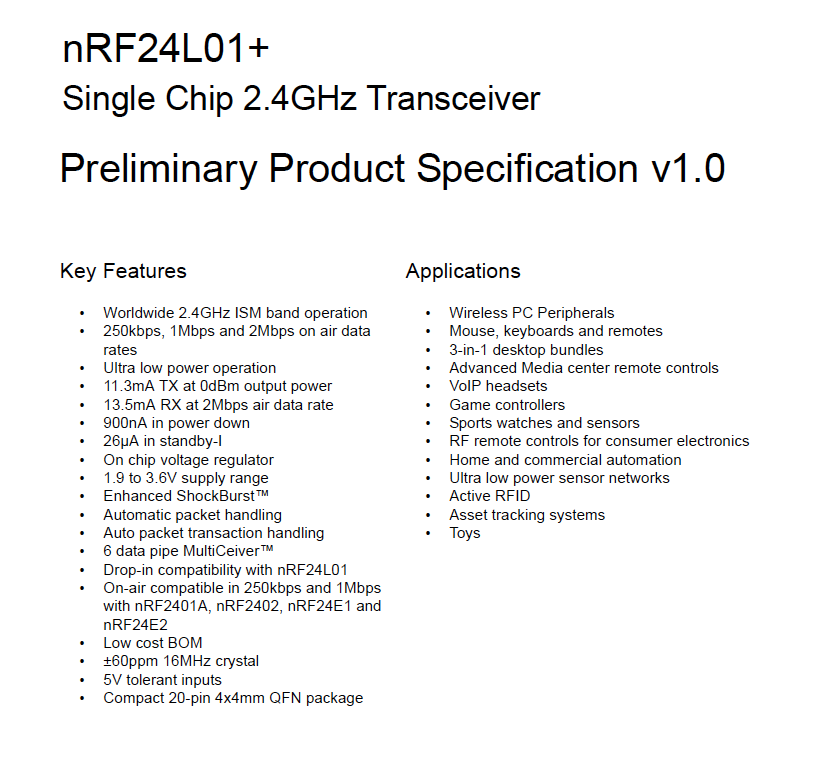 nRF24L01+
Single Chip 2.4GHz Transceiver
Preliminary Product Specification v1.0
Key Features
• Worldwide 2.4GHz ISM band operation
• 250kbps, 1Mbps and 2Mbps on air data
rates
• Ultra low power operation
• 11.3mA TX at 0dBm output power
• 13.5mA RX at 2Mbps air data rate
• 900nA in power down
• 26μA in standby-I
• On chip voltage regulator
• 1.9 to 3.6V supply range
• Enhanced ShockBurst™
• Automatic packet handling
• Auto packet transaction handling
• 6 data pipe MultiCeiver™
• Drop-in compatibility with nRF24L01
• On-air compatible in 250kbps and 1Mbps
with nRF2401A, nRF2402, nRF24E1 and
nRF24E2
• Low cost BOM
• ±60ppm 16MHz crystal
• 5V tolerant inputs
• Compact 20-pin 4x4mm QFN package
Applications
• Wireless PC Peripherals
• Mouse, keyboards and remotes
• 3-in-1 desktop bundles
• Advanced Media center remote controls
• VoIP headsets
• Game controllers
• Sports watches and sensors
• RF remote controls for consumer electronics
• Home and commercial automation
• Ultra low power sensor networks
• Active RFID
• Asset tracking systems
• Toys